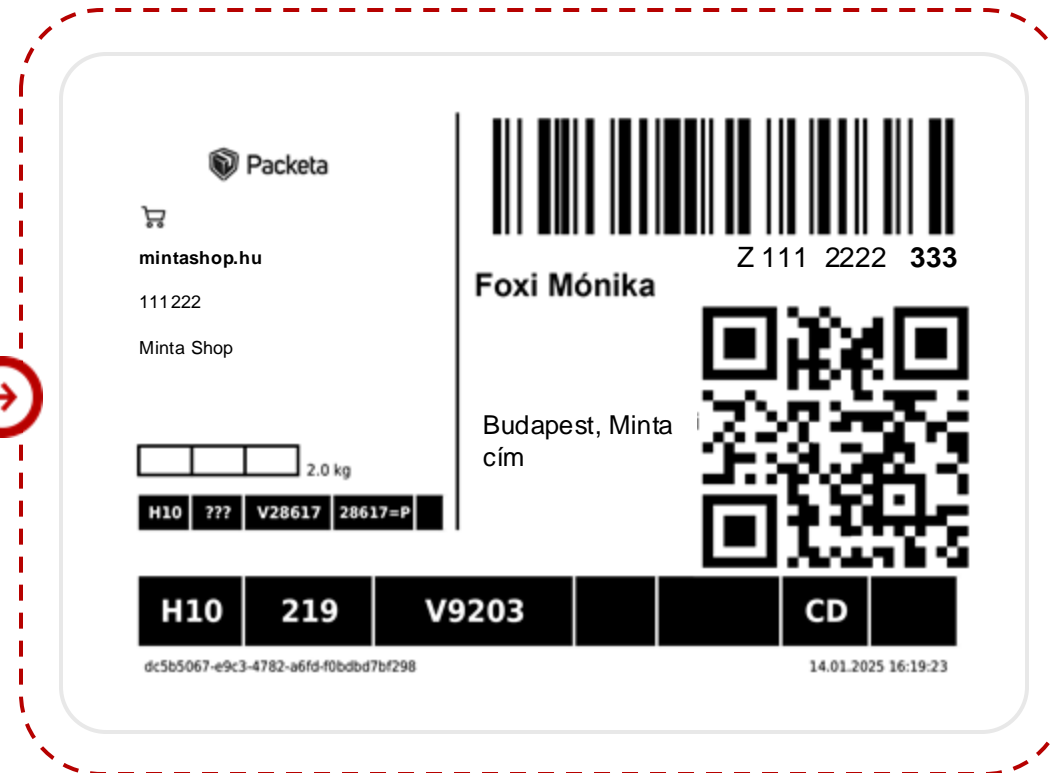 Packeta
mintashop.hu
111222
Minta Shop
2.0 kg
H10 ??? V28617 28617=P
Z 111 2222 333
Foxi Mónika
Budapest, Minta
cím
H10 219 V9203 CD
dc5b5067-e9c3-4782-a6fd-f0bdbd7bf298
14.01.2025 16:19:23